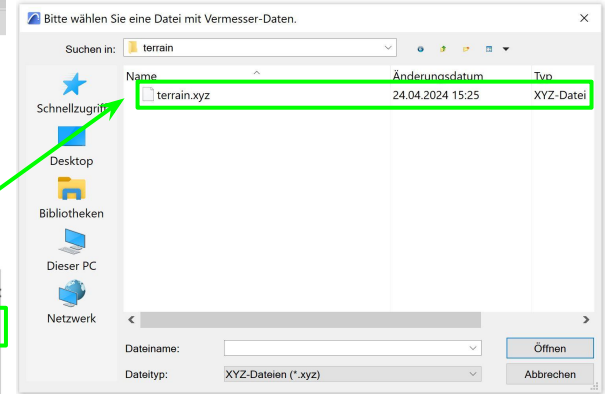 Bitte wählen Sie eine Datei mit Vermesser-Daten.
Suchen in: terrain
Name Änderungsdatum Typ
terrain.xyz 24.04.2024 15:25 XYZ-Datei
Schnellzugriff
Desktop
Bibliotheken
Dieser PC
Netzwerk
Dateiname: Öffnen
Dateityp: XYZ-Dateien (*.xyz) Abbrechen